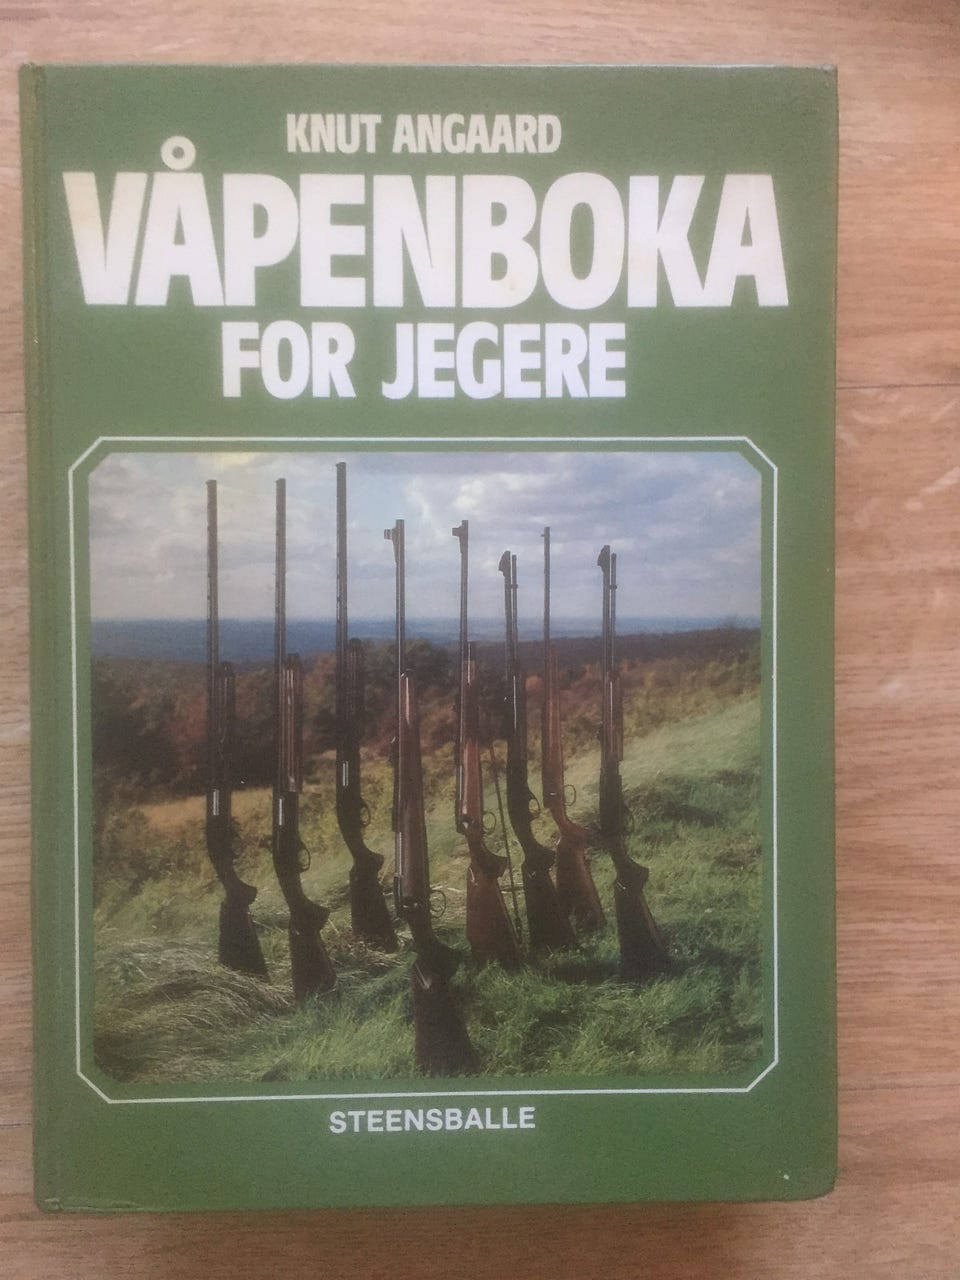 KNUT ANGAARD
VÅPENBOKA
FOR JEGERE
STEENSBALLE